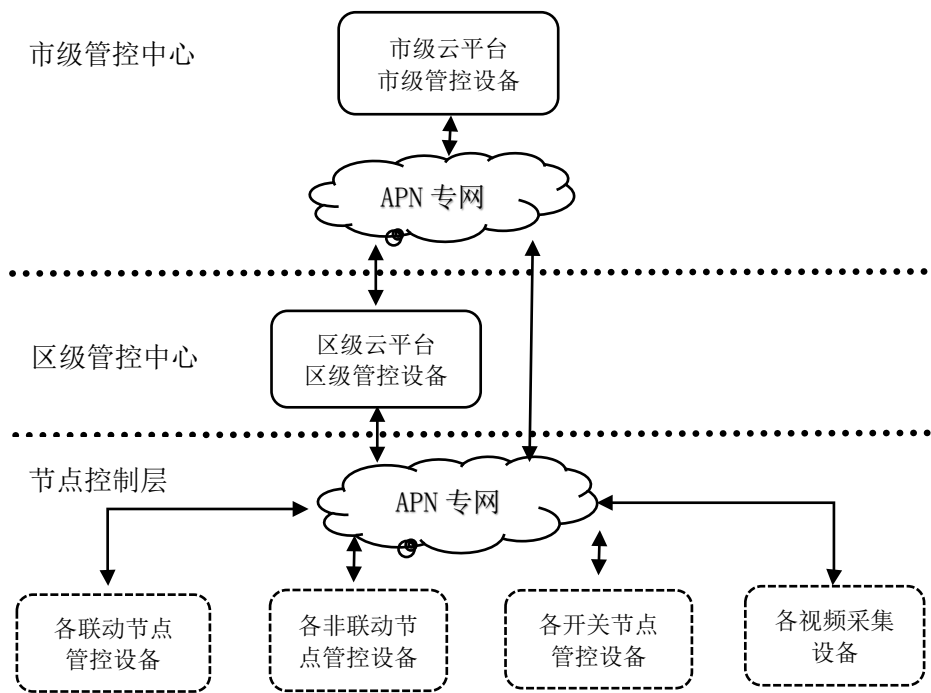 市级管控中心
市级云平台
市级管控设备
APN 专网
区级管控中心
区级云平台
区级管控设备
节点控制层
APN 专网
各联动节点
管控设备
各非联动节
点管控设备
各开关节点
管控设备
各视频采集
设备